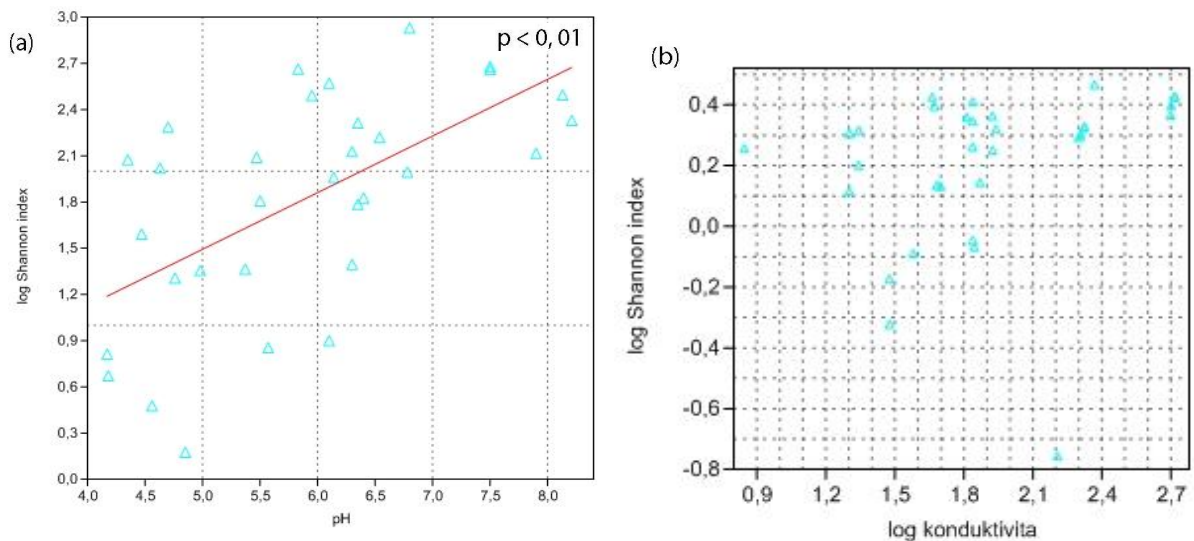 (a)
p < 0, 01
3,0
2,7
2,4
2,1
1,8
1,5
1,2
0,9
0,6
0,3
0,0
log Shannon index
4,0 4,5 5,0 5,5 6,0 6,5 7,0 7,5 8,0
pH
(b)
0,4
0,2
0,0
-0,2
-0,4
-0,6
-0,8
log Shannon index
0,9 1,2 1,5 1,8 2,1 2,4 2,7
log konduktivita